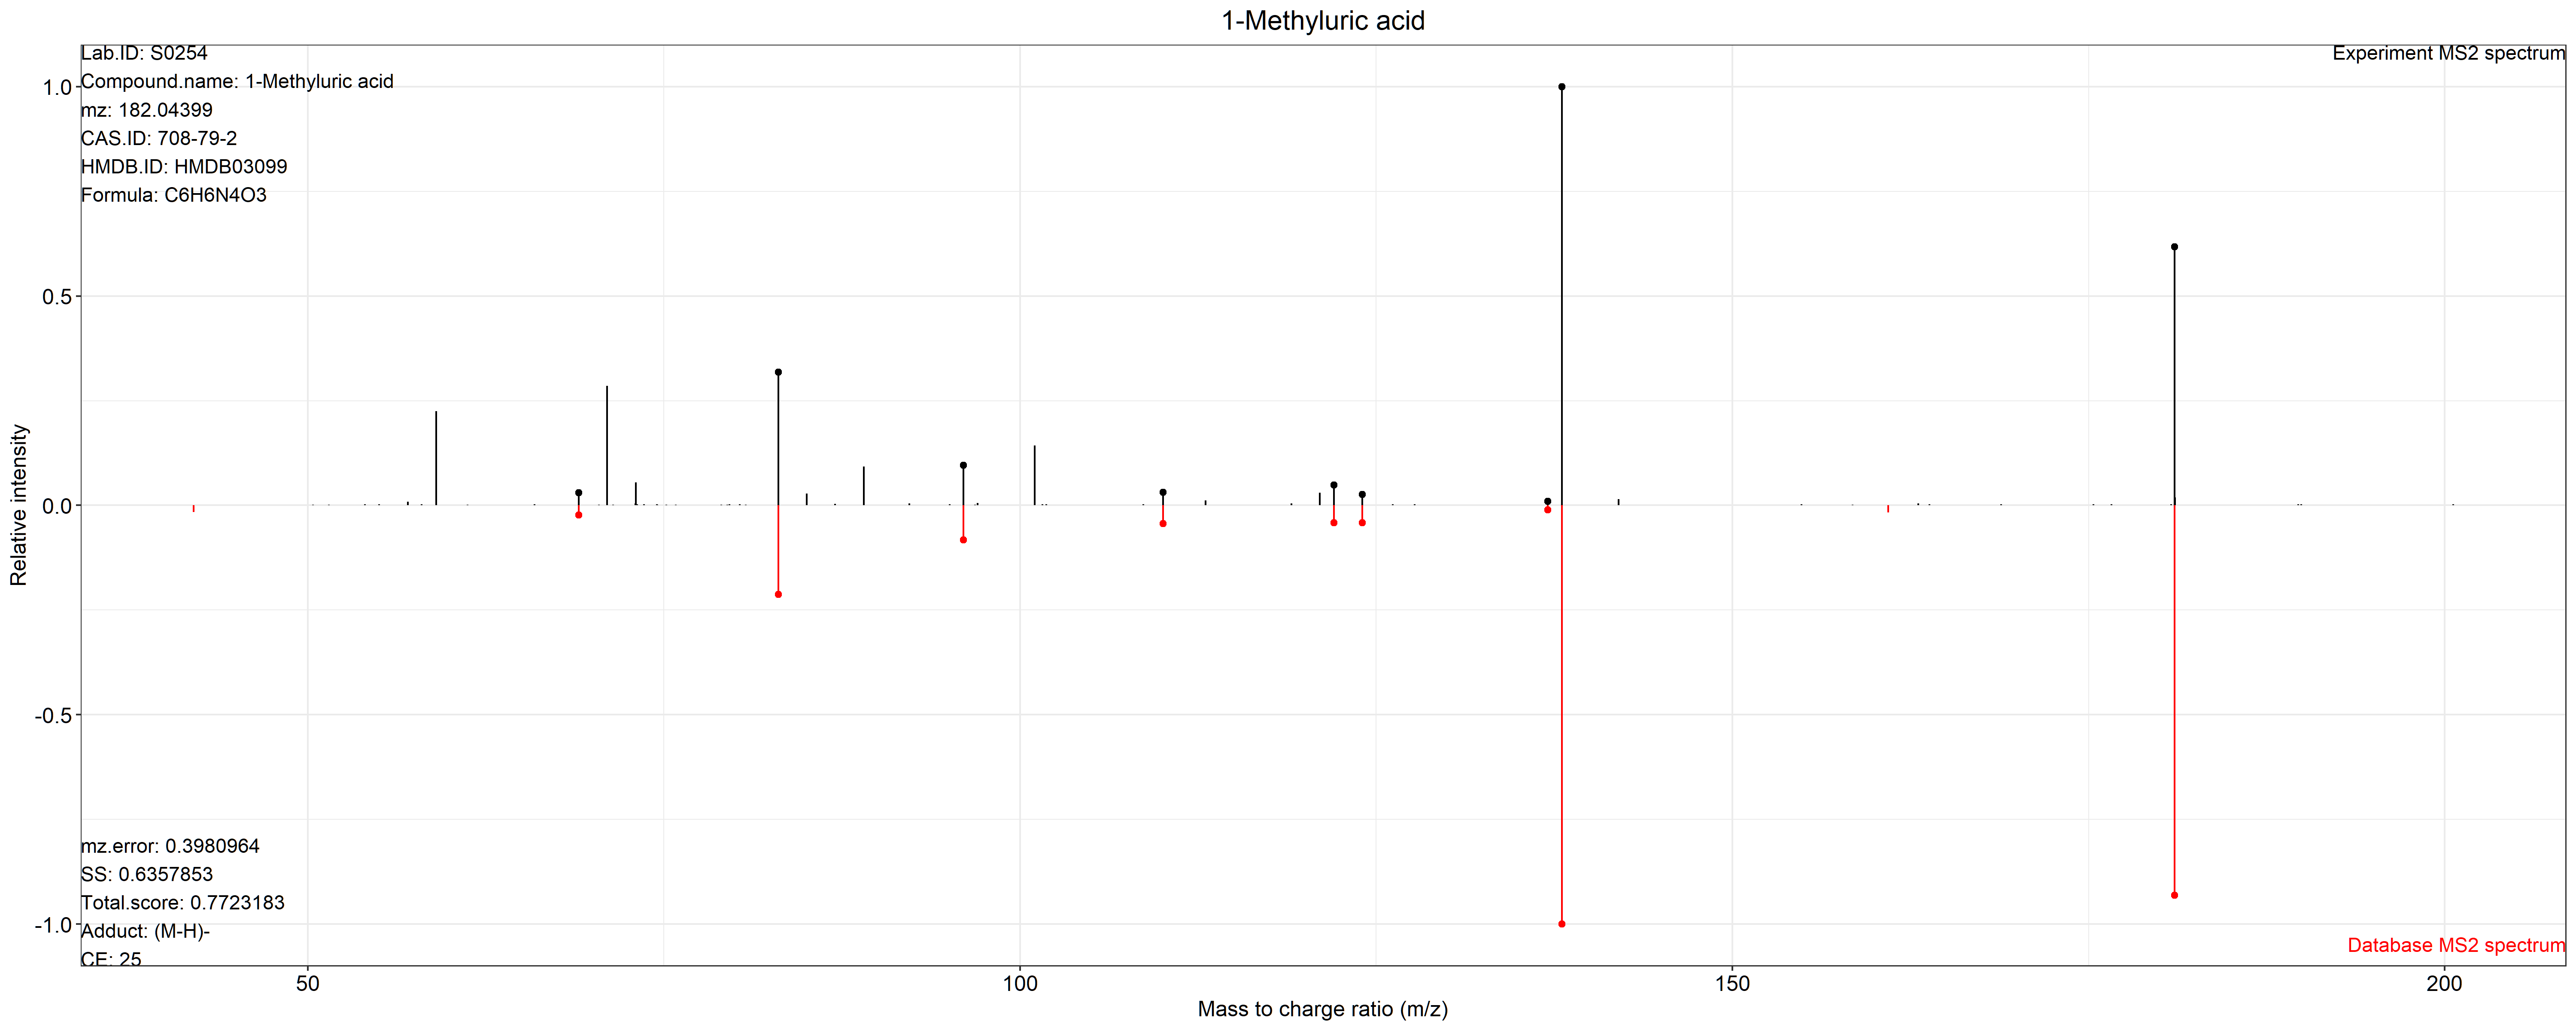 1-Methyluric acid
Lab.ID: S0254
Compound.name: 1-Methyluric acid
mz: 182.04399
CAS.ID: 708-79-2
HMDB.ID: HMDB03099
Formula: C6H6N4O3
Experiment MS2 spectrum
1.0
0.5
0.0
-0.5
-1.0
Relative intensity
mz.error: 0.3980964
SS: 0.6357853
Total.score: 0.7723183
Adduct: (M-H)-
CE: 25
Database MS2 spectrum
50
100
150
200
Mass to charge ratio (m/z)